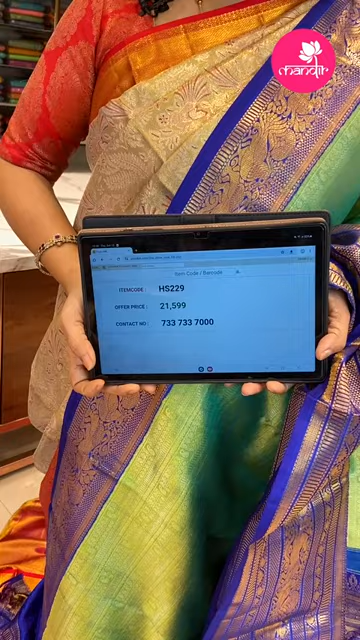 mandir
Item Code / Barcode
ITEMCODE : HS229
OFFER PRICE : 21,599
CONTACT NO : 733 733 7000